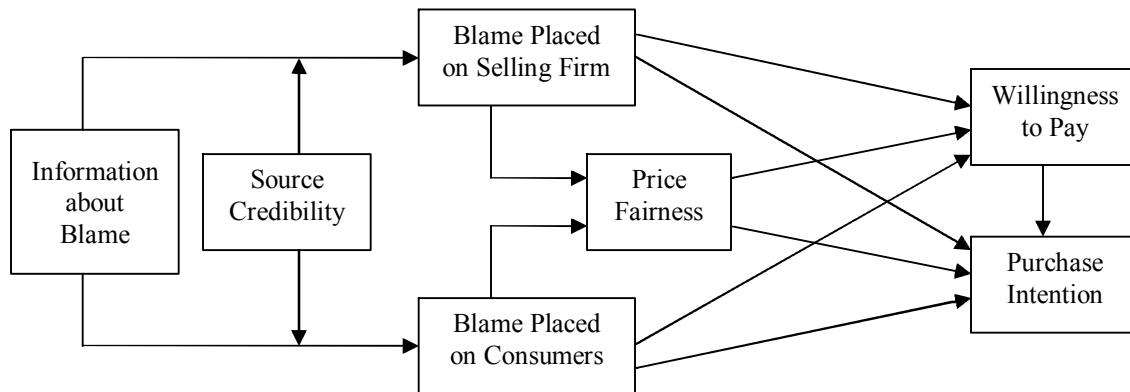 Blame Placed
on Selling Firm
Willingness
to Pay
Information
about
Blame
Source
Credibility
Price
Fairness
Purchase
Intention
Blame Placed
on Consumers